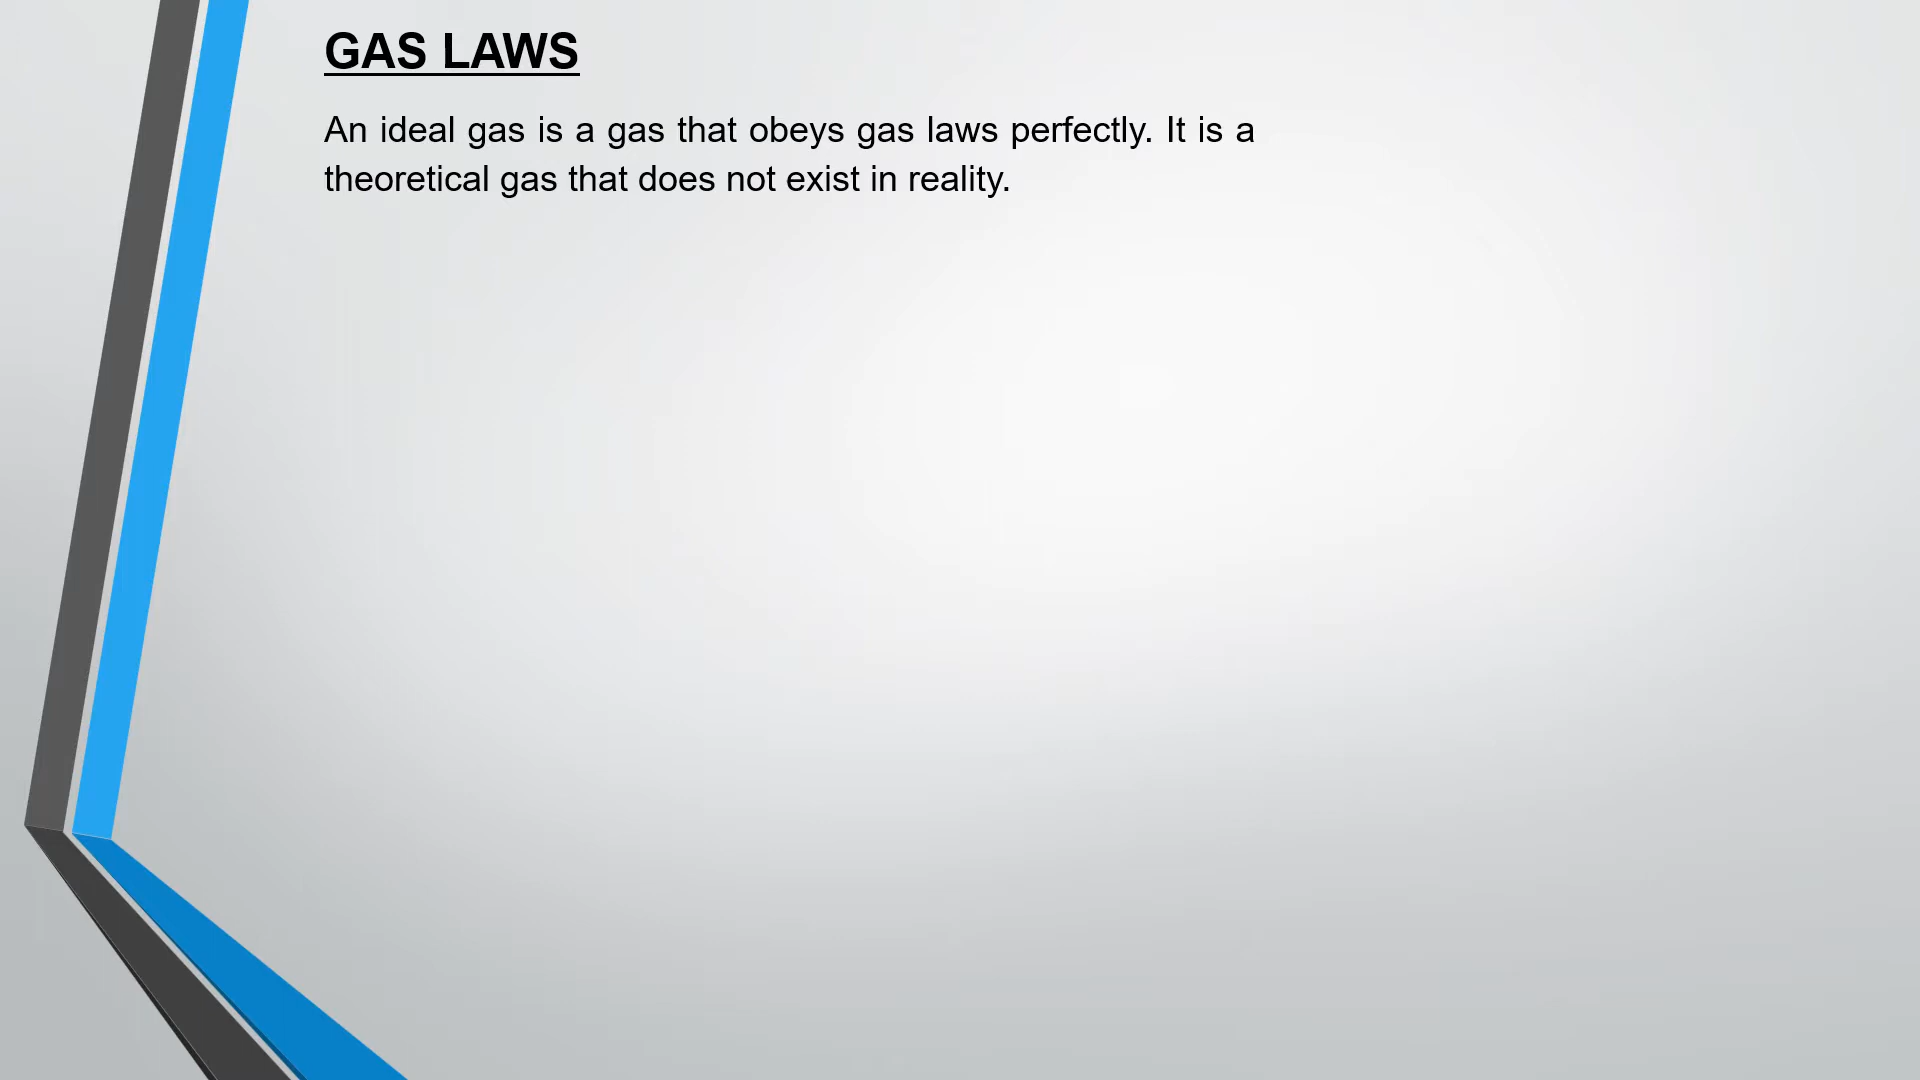 GAS LAWS
An ideal gas is a gas that obeys gas laws perfectly. It is a
theoretical gas that does not exist in reality.